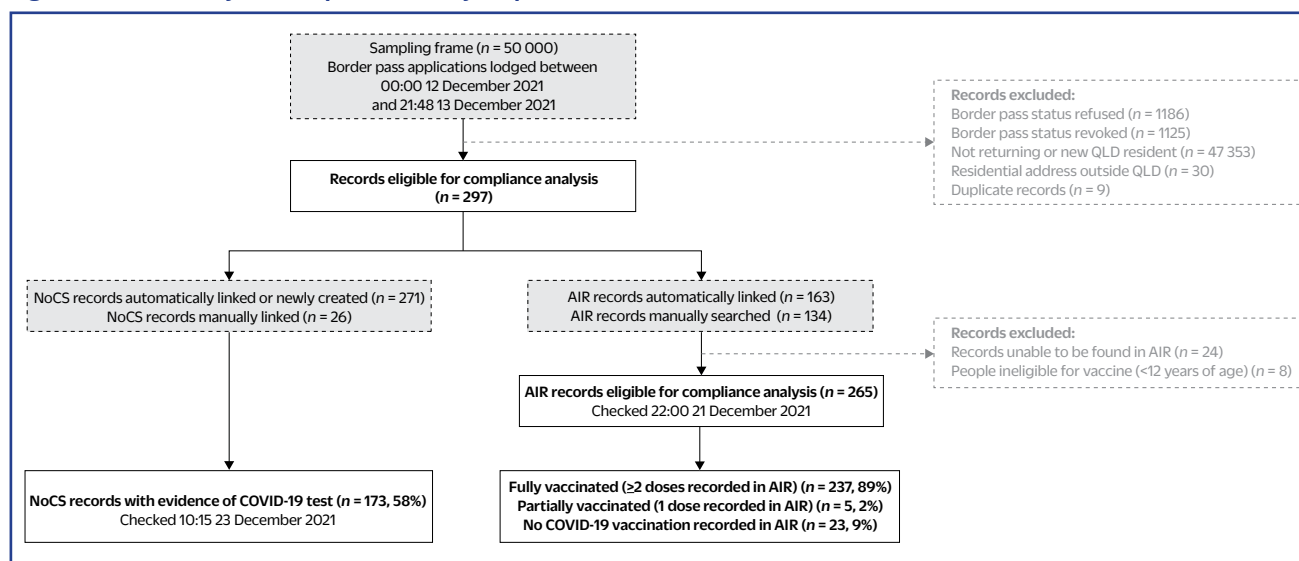 Sampling frame (n = 50 000)
Border pass applications lodged between
00:00 12 December 2021
and 21:48 13 December 2021
Records excluded:
Border pass status refused (n = 1186)
Border pass status revoked (n = 1125)
Not returning or new QLD resident (n = 47 353)
Residential address outside QLD (n = 30)
Duplicate records (n = 9)
Records eligible for compliance analysis
(n = 297)
NoCS records automatically linked or newly created (n = 271)
NoCS records manually linked (n = 26)
AIR records automatically linked (n = 163)
AIR records manually searched (n = 134)
Records excluded:
Records unable to be found in AIR (n = 24)
People ineligible for vaccine (<12 years of age) (n = 8)
AIR records eligible for compliance analysis (n = 265)
Checked 22:00 21 December 2021
NoCS records with evidence of COVID-19 test (n = 173, 58%)
Checked 10:15 23 December 2021
Fully vaccinated (≥2 doses recorded in AIR) (n = 237, 89%)
Partially vaccinated (1 dose recorded in AIR) (n = 5, 2%)
No COVID-19 vaccination recorded in AIR (n = 23, 9%)